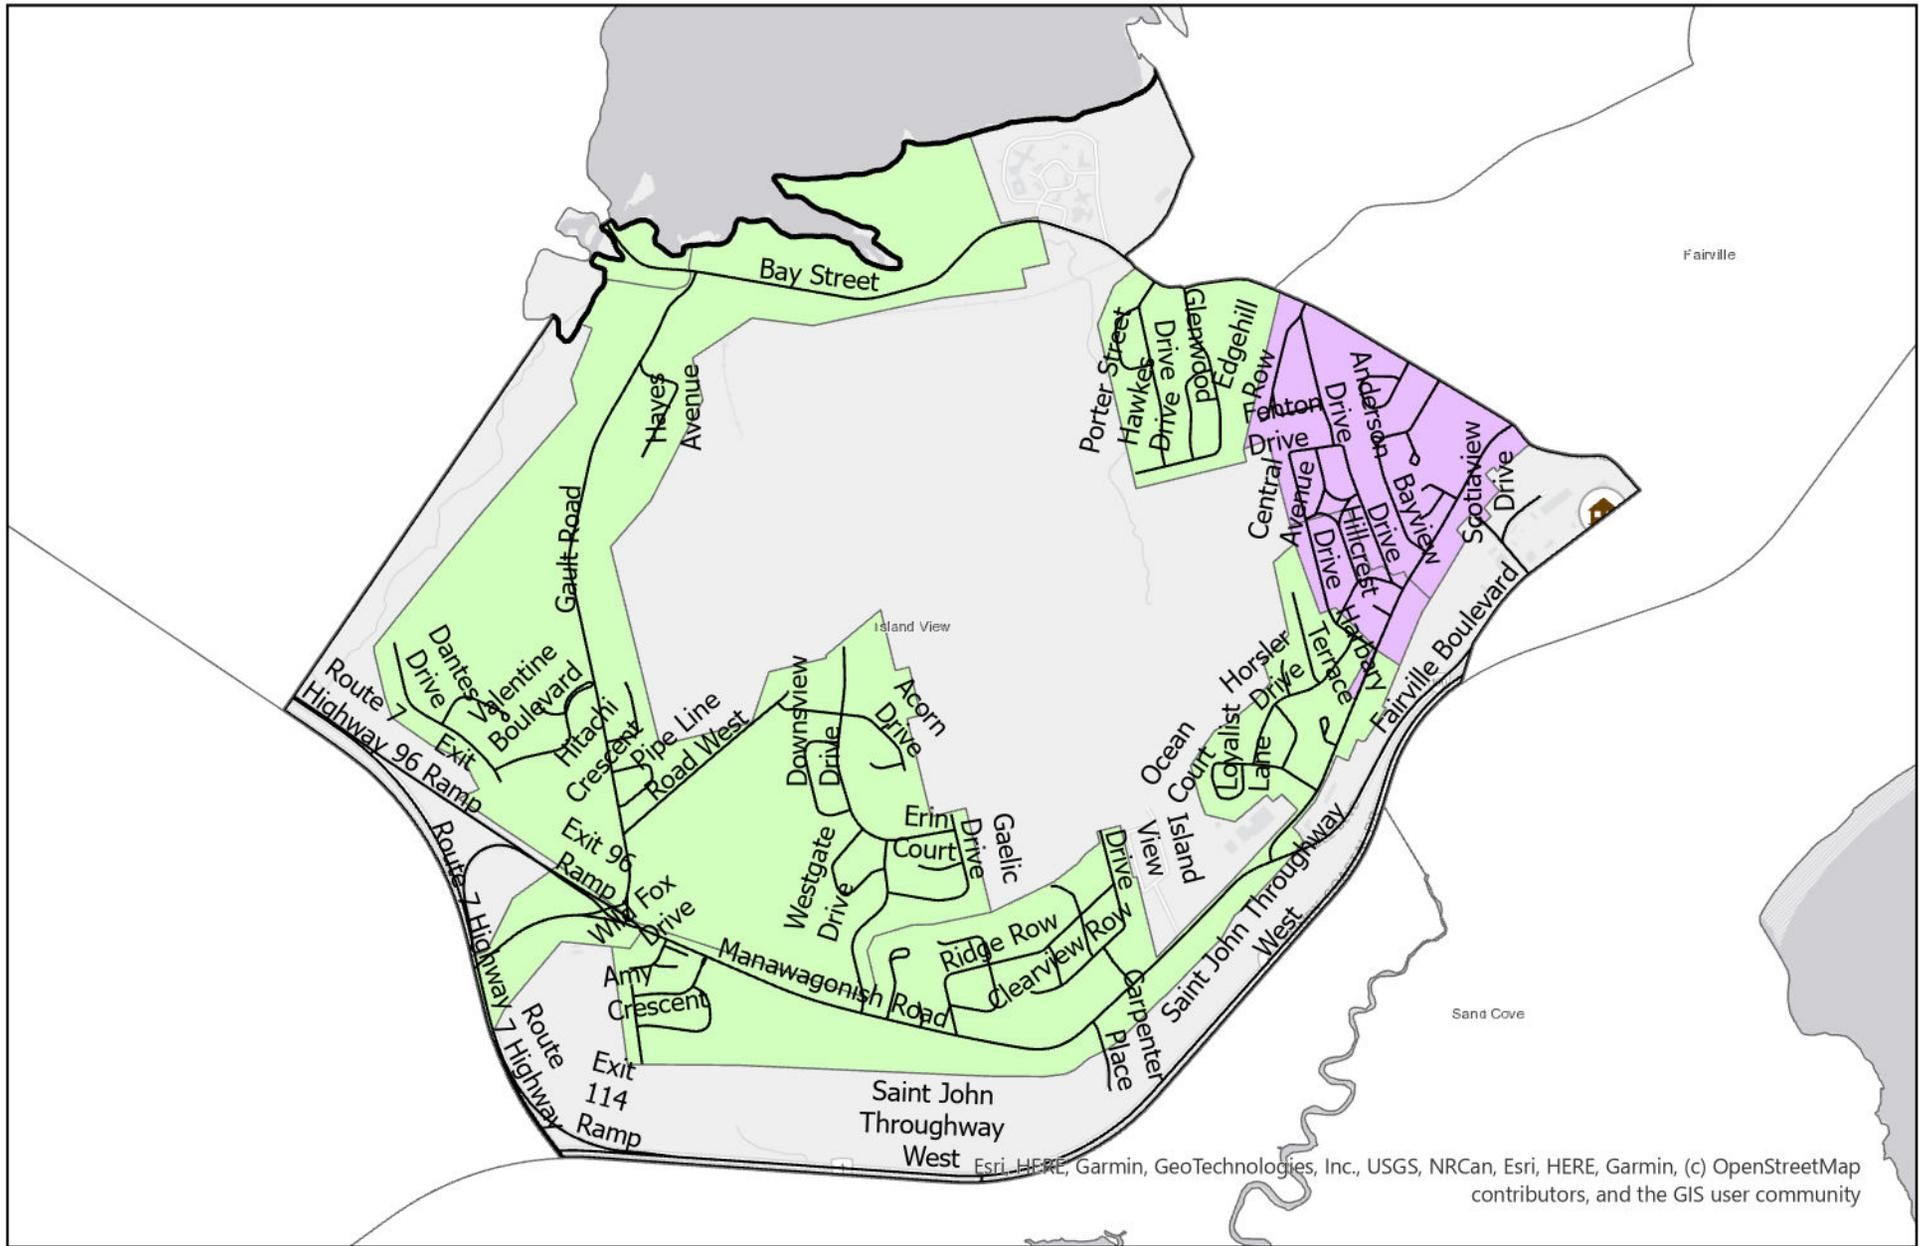 Bay Street
Fairville
Glenwood
Drive
Edgehill
Row
Porter Street
Hawkes
Drive
Fenton
Drive
Anderson
Drive
Hayes
Avenue
Central
Avenue
Bayview
Drive
Scotiaview
Drive
Hillcrest
Drive
Gault Road
Island View
Harbary
Terrace
Horsler
Drive
Fairville Boulevard
Dantes
Drive
Valentine
Boulevard
Hitachi
Crescent
Pipe Line
Road West
Downsview
Drive
Acorn
Drive
Route 7
Highway 96 Ramp
Exit
Ocean
Court
Loyalist
Lane
Island
View
Drive
Erin
Court
Gaelic
Drive
Exit 96
Ramp
Westgate
Drive
Wild Fox
Drive
Route 7 Highway
Ridge Row
Clearview Row
Manawagonish Road
Amy
Crescent
Carpenter
Place
Saint John Throughway
West
Sand Cove
Route
7 Highway
Exit
114
Ramp
Saint John
Throughway
West
Esri, HERE, Garmin, GeoTechnologies, Inc., USGS, NRCan, Esri, HERE, Garmin, (c) OpenStreetMap
contributors, and the GIS user community